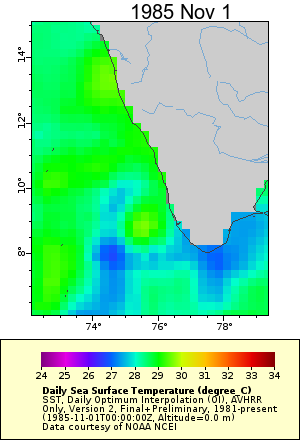 1985 Nov 1
14°
12°
10°
8°
74° 76° 78°
24 25 26 27 28 29 30 31 32 33 34
Daily Sea Surface Temperature (degree_C)
SST, Daily Optimum Interpolation (OI), AVHRR
Only, Version 2, Final+Preliminary, 1981-present
(1985-11-01T00:00:00Z, Altitude=0.0 m)
Data courtesy of NOAA NCEI